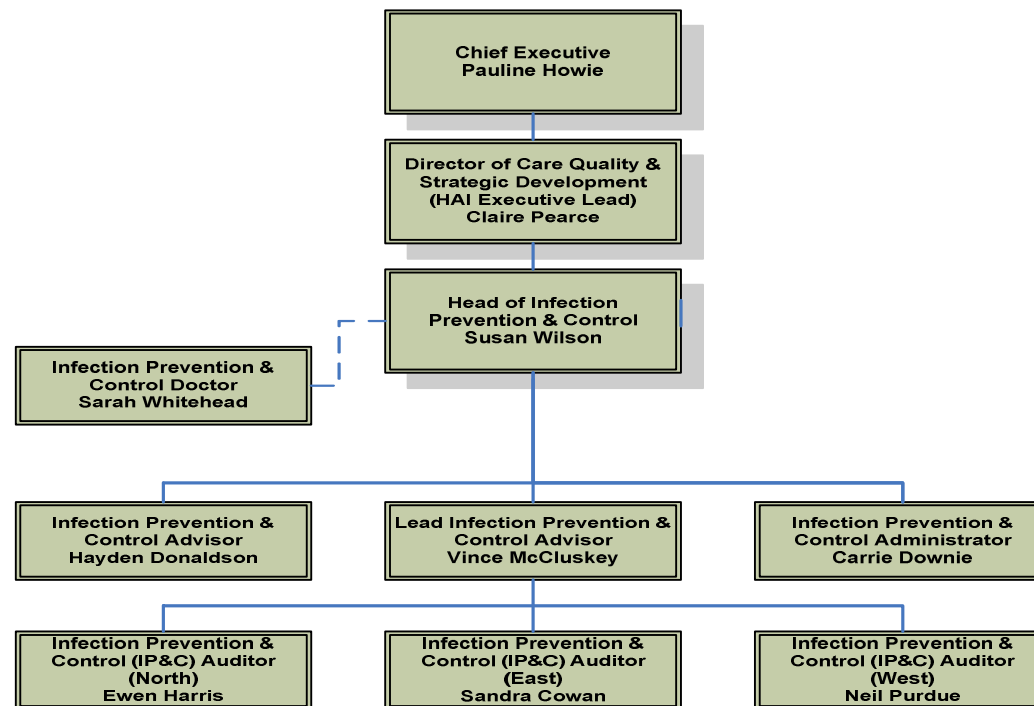 Chief Executive
Pauline Howie
Director of Care Quality &
Strategic Development
(HAI Executive Lead)
Claire Pearce
Head of Infection
Prevention & Control
Susan Wilson
Infection Prevention &
Control Doctor
Sarah Whitehead
Infection Prevention &
Control Advisor
Hayden Donaldson
Lead Infection Prevention &
Control Advisor
Vince McCluskey
Infection Prevention &
Control Administrator
Carrie Downie
Infection Prevention &
Control (IP&C) Auditor
(North)
Ewen Harris
Infection Prevention &
Control (IP&C) Auditor
(East)
Sandra Cowan
Infection Prevention &
Control (IP&C) Auditor
(West)
Neil Purdue